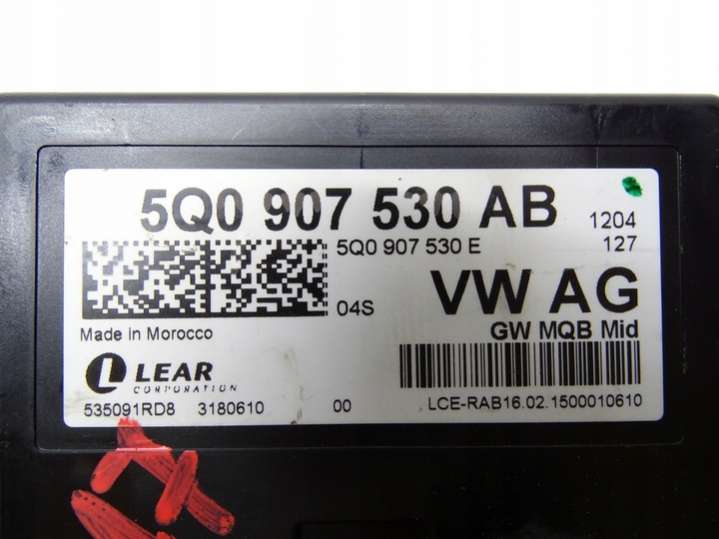 5Q0 907 530 AB 1204
5Q0 907 530 E 127
04S VW AG
Made in Morocco GW MQB Mid
LEAR
CORPORATION
535091RD8 3180610 00 LCE-RAB16.02.1500010610